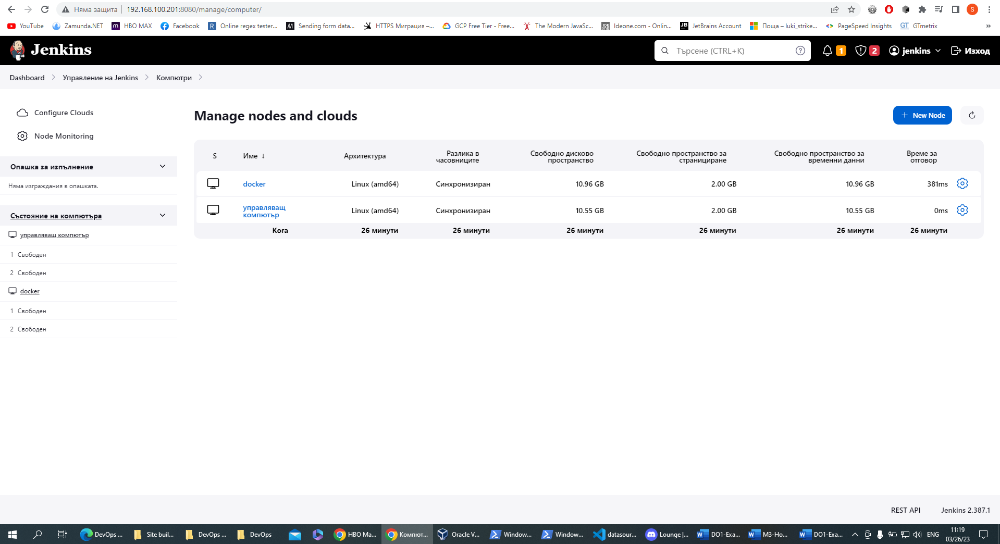 Няма защита 192.168.100.201:8080/manage/computer/ S
YouTube Zamunda.NET HBO MAX Facebook Online regex tester... Sending form data... HTTPS Миграция –... GCP Free Tier - Free... The Modern JavaSc... Ideone.com - Onlin... JetBrains Account Поща – luki_strike... PageSpeed Insights GTmetrix »
Jenkins Търсене (CTRL+K) 1 2 jenkins Изход
Dashboard Управление на Jenkins Компютри
Configure Clouds
Node Monitoring
Опашка за изпълнение
Няма изграждания в опашката.
Състояние на компютъра
управляващ компютър
1 Свободен
2 Свободен
docker
1 Свободен
2 Свободен
Manage nodes and clouds
New Node
S Име ↓ Архитектура Разлика в часовниците Свободно дисково пространство Свободно пространство за страниციране Свободно пространство за временни данни Време за отговор
docker Linux (amd64) Синхронизиран 10.96 GB 2.00 GB 10.96 GB 381ms
управляващ компютър Linux (amd64) Синхронизиран 10.55 GB 2.00 GB 10.55 GB 0ms
Кога 26 минути 26 минути 26 минути 26 минути 26 минути 26 минути
REST API Jenkins 2.387.1
DevOps ... Site buil... DevOps ... DevOps HBO Ma... Компют... Oracle V... Window... Window... datasour... Lounge |... DO1-Exa... M3-Ho... DO1-Exa... ENG 11:19
03/26/23